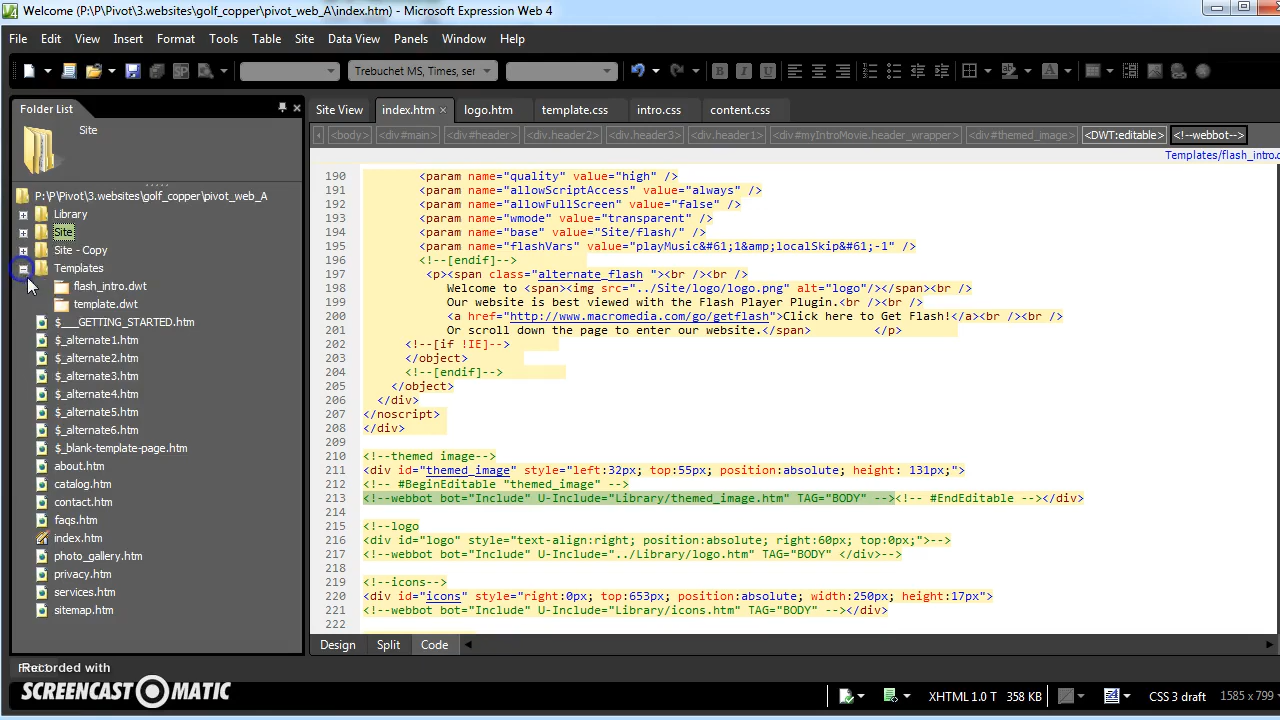 Welcome (P:\P\Pivot\3.websites\golf_copper\pivot_web_A\index.htm) - Microsoft Expression Web 4
File Edit View Insert Format Tools Table Site Data View Panels Window Help
Trebuchet MS, Times, ser
Folder List
Site View index.htm × logo.htm template.css intro.css content.css
<body> <div#main> <div#header> <div.header2> <div.header3> <div.header1> <div#myIntroMovie.header_wrapper> <div#themed_image> <DWT:editable> <!--webbot-->
Site
Templates/flash_intro.
P:\P\Pivot\3.websites\golf_copper\pivot_web_A
Library
Site
Site - Copy
Templates
flash_intro.dwt
template.dwt
$___GETTING_STARTED.htm
$_alternate1.htm
$_alternate2.htm
$_alternate3.htm
$_alternate4.htm
$_alternate5.htm
$_alternate6.htm
$_blank-template-page.htm
about.htm
catalog.htm
contact.htm
faqs.htm
index.htm
photo_gallery.htm
privacy.htm
services.htm
sitemap.htm
190 <param name="quality" value="high" />
191 <param name="allowScriptAccess" value="always" />
192 <param name="allowFullScreen" value="false" />
193 <param name="wmode" value="transparent" />
194 <param name="base" value="Site/flash/" />
195 <param name="flashVars" value="playMusic&#61;1&amp;localSkip&#61;-1" />
196 <!--[endif]-->
197 <p><span class="alternate_flash "><br /><br />
198 Welcome to <span><img src="../Site/logo/logo.png" alt="logo"/></span><br />
199 Our website is best viewed with the Flash Player Plugin.<br /><br />
200 <a href="http://www.macromedia.com/go/getflash">Click here to Get Flash!</a><br /><br />
201 Or scroll down the page to enter our website.</span> </p>
202 <!--[if !IE]-->
203 </object>
204 <!--[endif]-->
205 </object>
206 </div>
207 </noscript>
208 </div>
209
210 <!--themed image-->
211 <div id="themed_image" style="left:32px; top:55px; position:absolute; height: 131px;">
212 <!-- #BeginEditable "themed_image" -->
213 <!--webbot bot="Include" U-Include="Library/themed_image.htm" TAG="BODY" --><!-- #EndEditable --></div>
214
215 <!--logo
216 <div id="logo" style="text-align:right; position:absolute; right:60px; top:0px;">-->
217 <!--webbot bot="Include" U-Include="../Library/logo.htm" TAG="BODY" </div>-->
218
219 <!--icons-->
220 <div id="icons" style="right:0px; top:653px; position:absolute; width:250px; height:17px">
221 <!--webbot bot="Include" U-Include="Library/icons.htm" TAG="BODY" --></div>
222
Design Split Code
Recorded with
SCREENCAST MATIC
XHTML 1.0 T 358 KB CSS 3 draft 1585 x 799